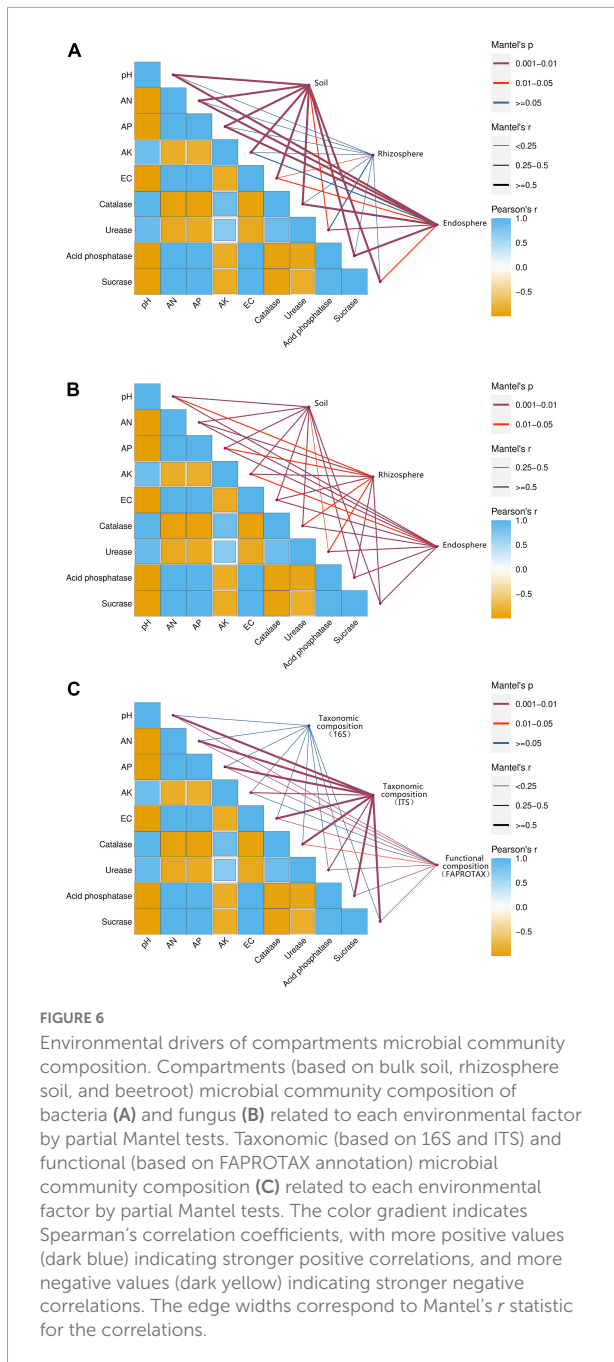 A
pH
AN
AP
AK
EC
Catalase
Urease
Acid phosphatase
Sucrase
pH
AN
AP
AK
EC
Catalase
Urease
Acid phosphatase
Sucrase
Soil
Rhizosphere
Endosphere
Mantel's p
0.001–0.01
0.01–0.05
>=0.05
Mantel's r
<0.25
0.25–0.5
>=0.5
Pearson's r
1.0
0.5
0.0
−0.5
B
pH
AN
AP
AK
EC
Catalase
Urease
Acid phosphatase
Sucrase
pH
AN
AP
AK
EC
Catalase
Urease
Acid phosphatase
Sucrase
Soil
Rhizosphere
Endosphere
Mantel's p
0.001–0.01
0.01–0.05
Mantel's r
0.25–0.5
>=0.5
Pearson's r
1.0
0.5
0.0
−0.5
C
pH
AN
AP
AK
EC
Catalase
Urease
Acid phosphatase
Sucrase
pH
AN
AP
AK
EC
Catalase
Urease
Acid phosphatase
Sucrase
Taxonomic
composition
（16S）
Taxonomic
composition
（ITS）
Functional
composition
（FAPROTAX）
Mantel's p
0.001–0.01
0.01–0.05
>=0.05
Mantel's r
<0.25
0.25–0.5
>=0.5
Pearson's r
1.0
0.5
0.0
−0.5
FIGURE 6
Environmental drivers of compartments microbial community
composition. Compartments (based on bulk soil, rhizosphere
soil, and beetroot) microbial community composition of
bacteria (A) and fungus (B) related to each environmental factor
by partial Mantel tests. Taxonomic (based on 16S and ITS) and
functional (based on FAPROTAX annotation) microbial
community composition (C) related to each environmental
factor by partial Mantel tests. The color gradient indicates
Spearman's correlation coefficients, with more positive values
(dark blue) indicating stronger positive correlations, and more
negative values (dark yellow) indicating stronger negative
correlations. The edge widths correspond to Mantel's r statistic
for the correlations.